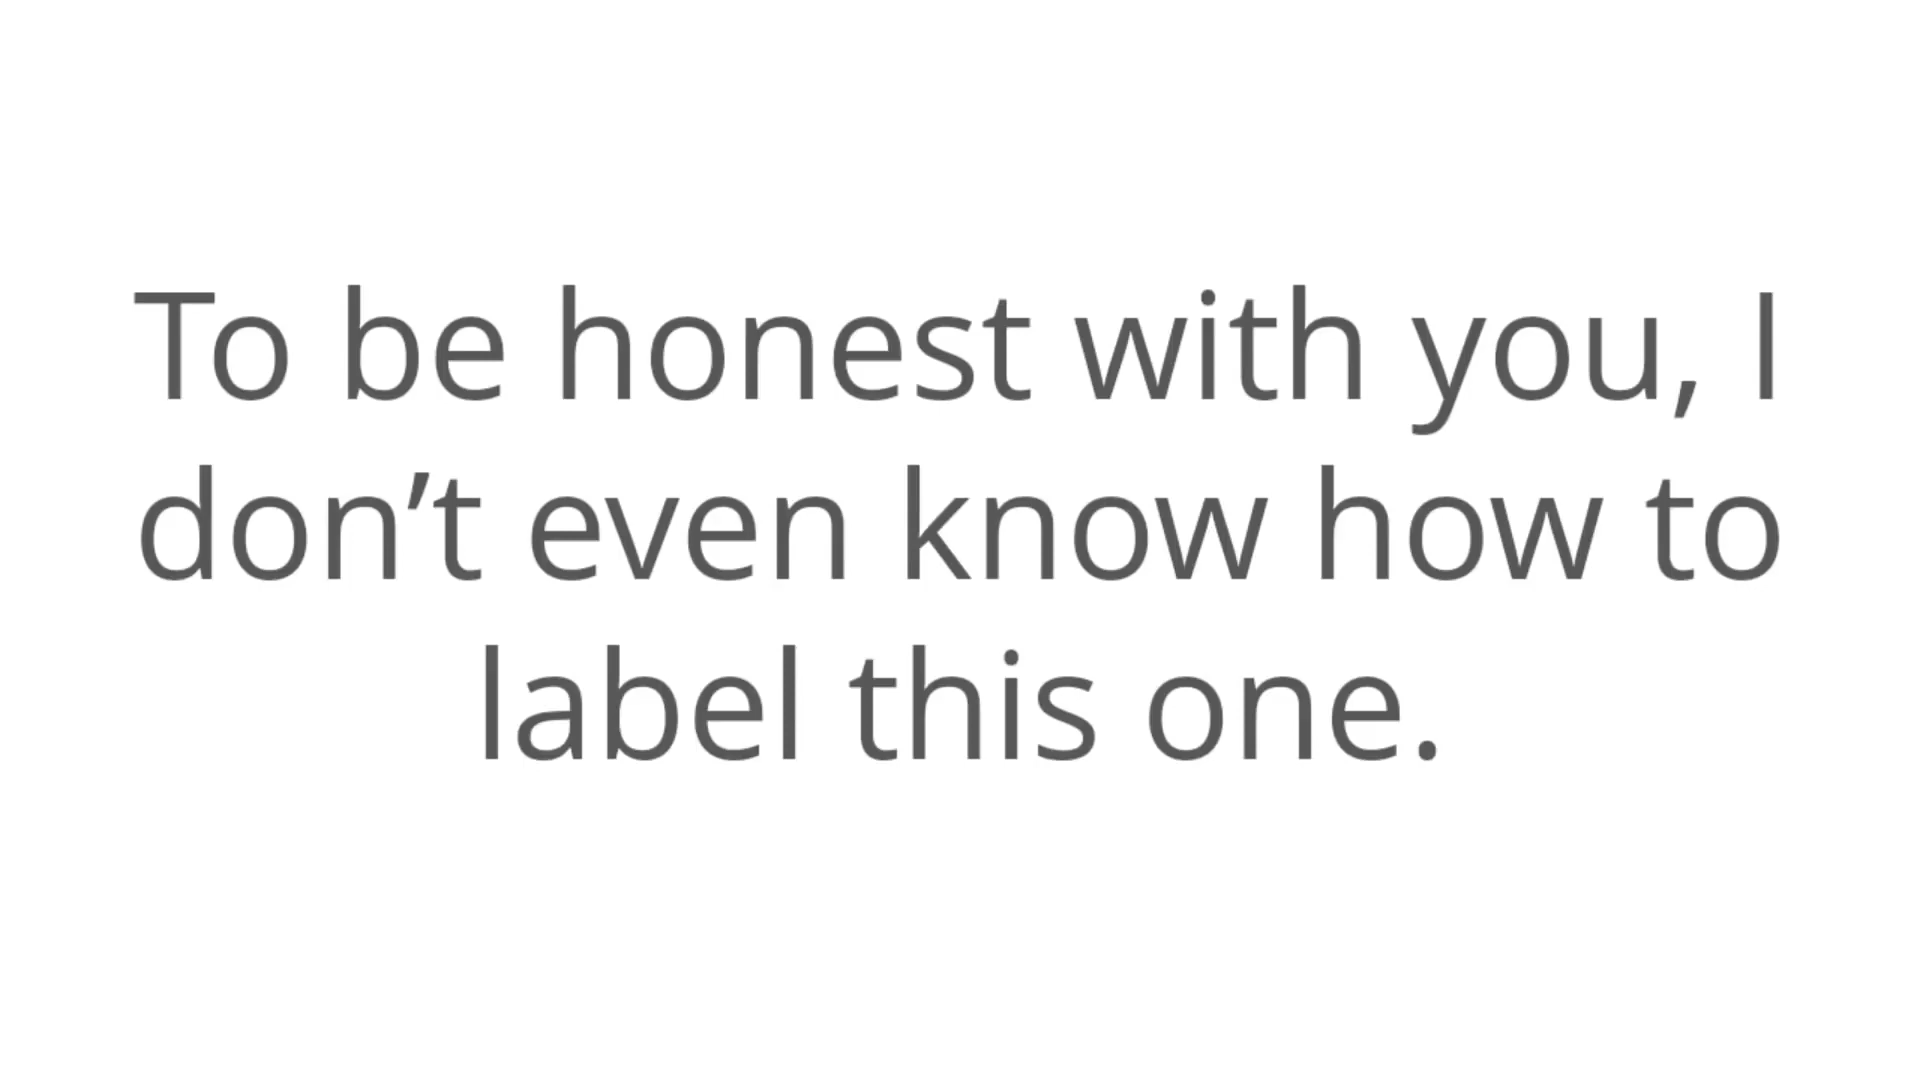 To be honest with you, I
don’t even know how to
label this one.